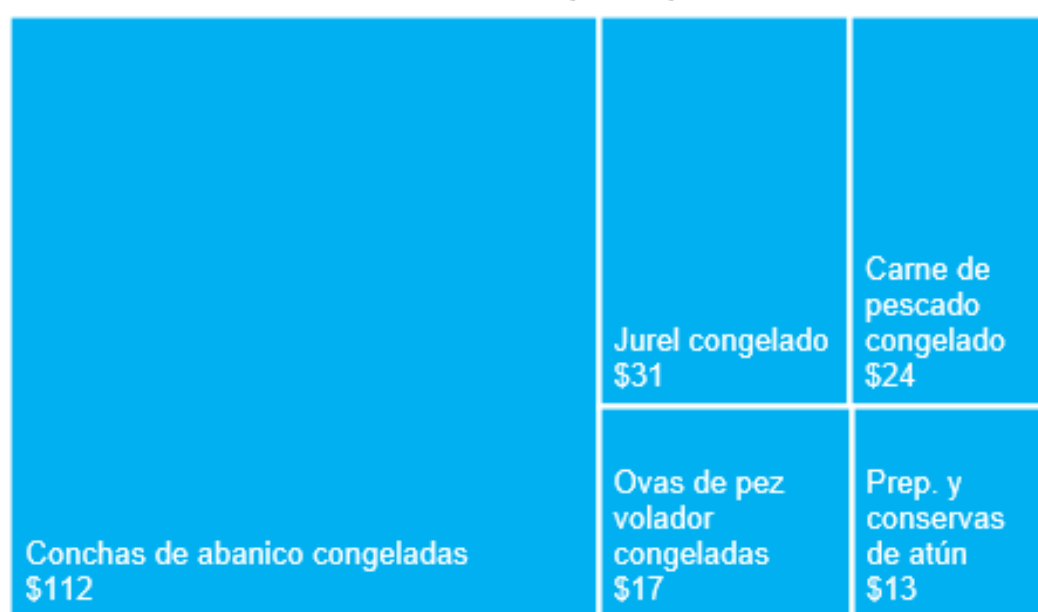 Conchas de abanico congeladas
$112
Jurel congelado
$31
Carne de
pescado
congelado
$24
Ovas de pez
volador
congeladas
$17
Prep. y
conservas
de atún
$13